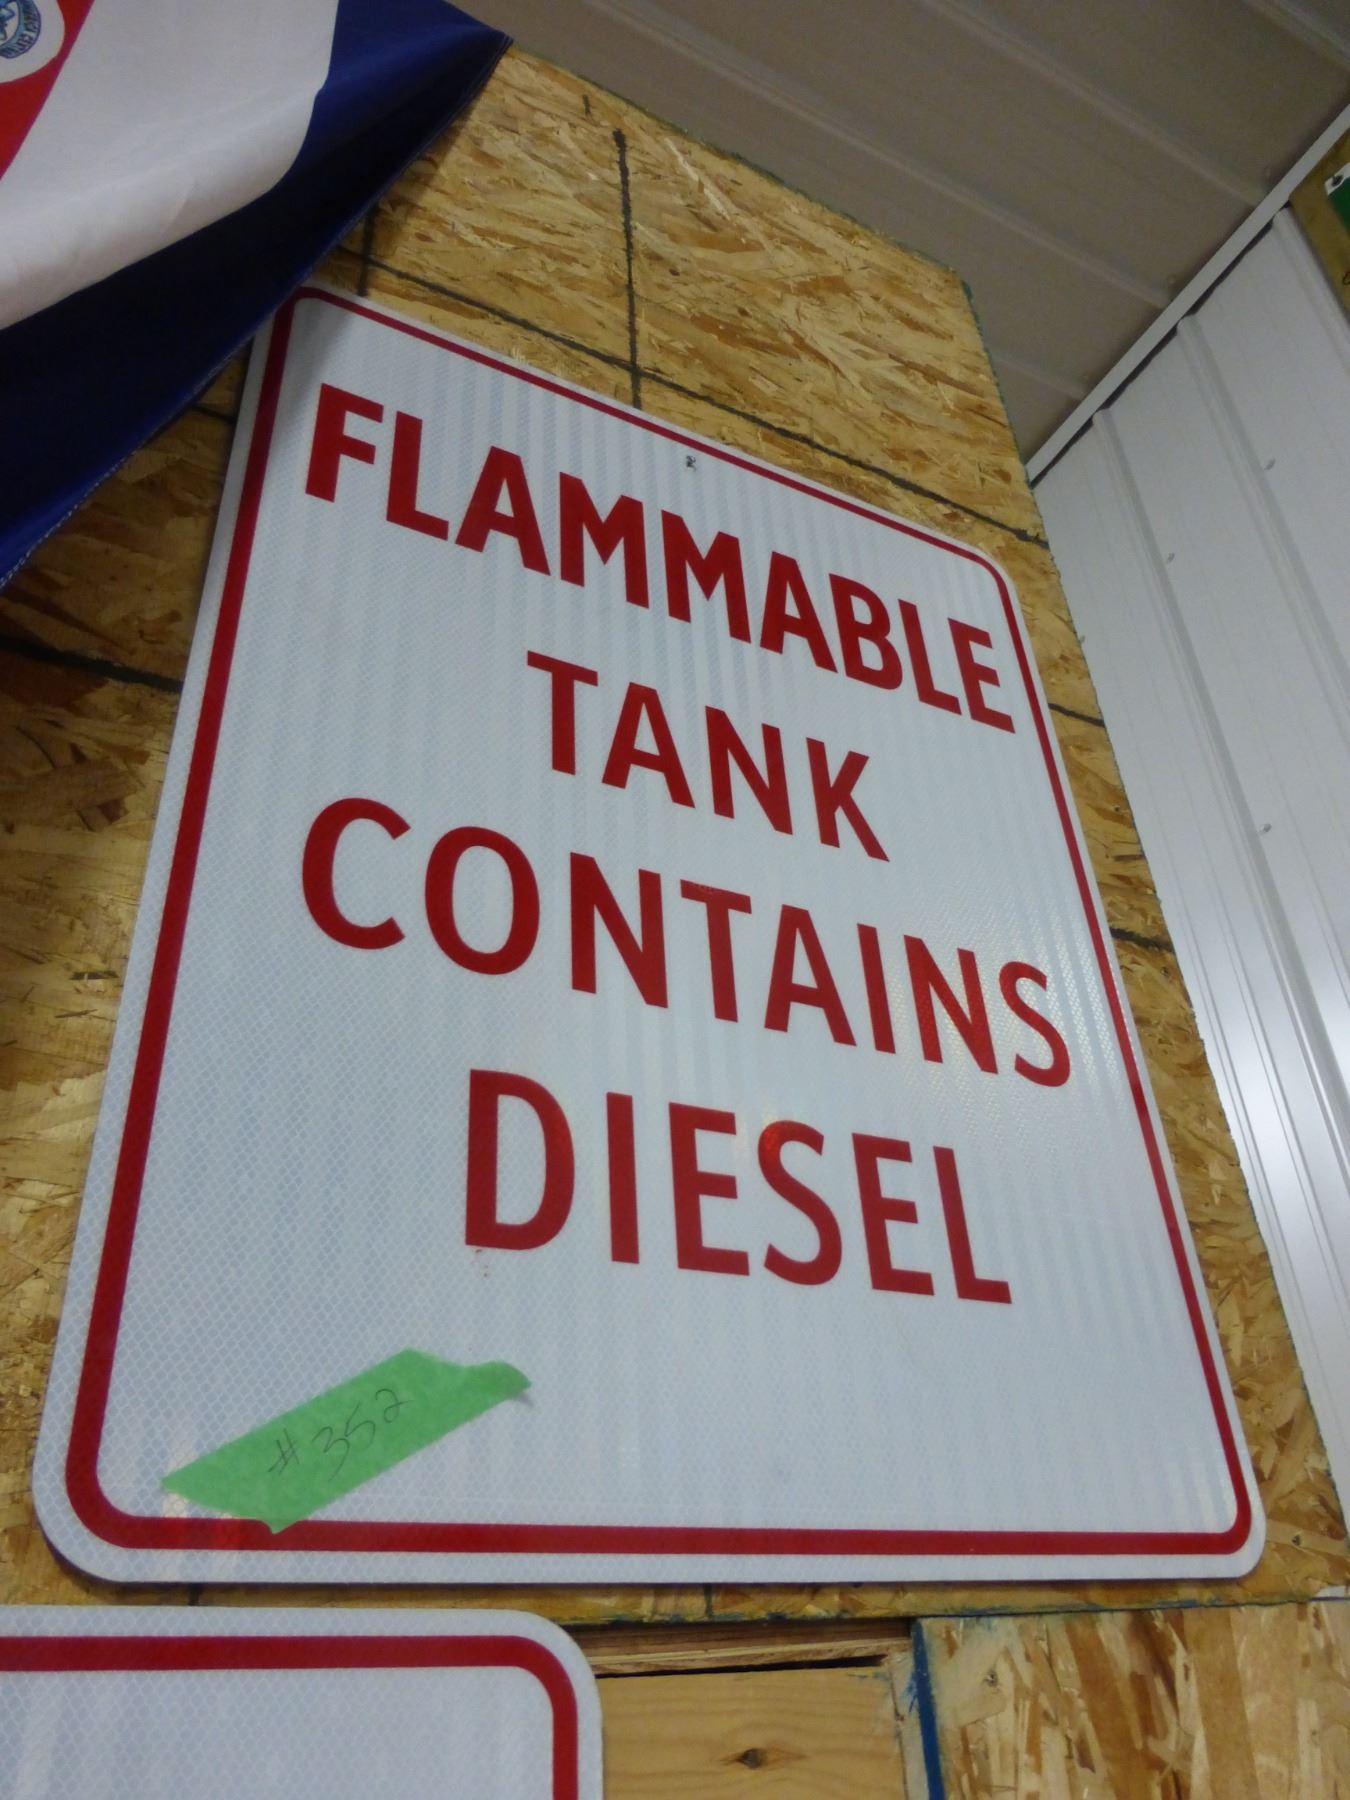 FLAMMABLE
TANK
CONTAINS
DIESEL
#352